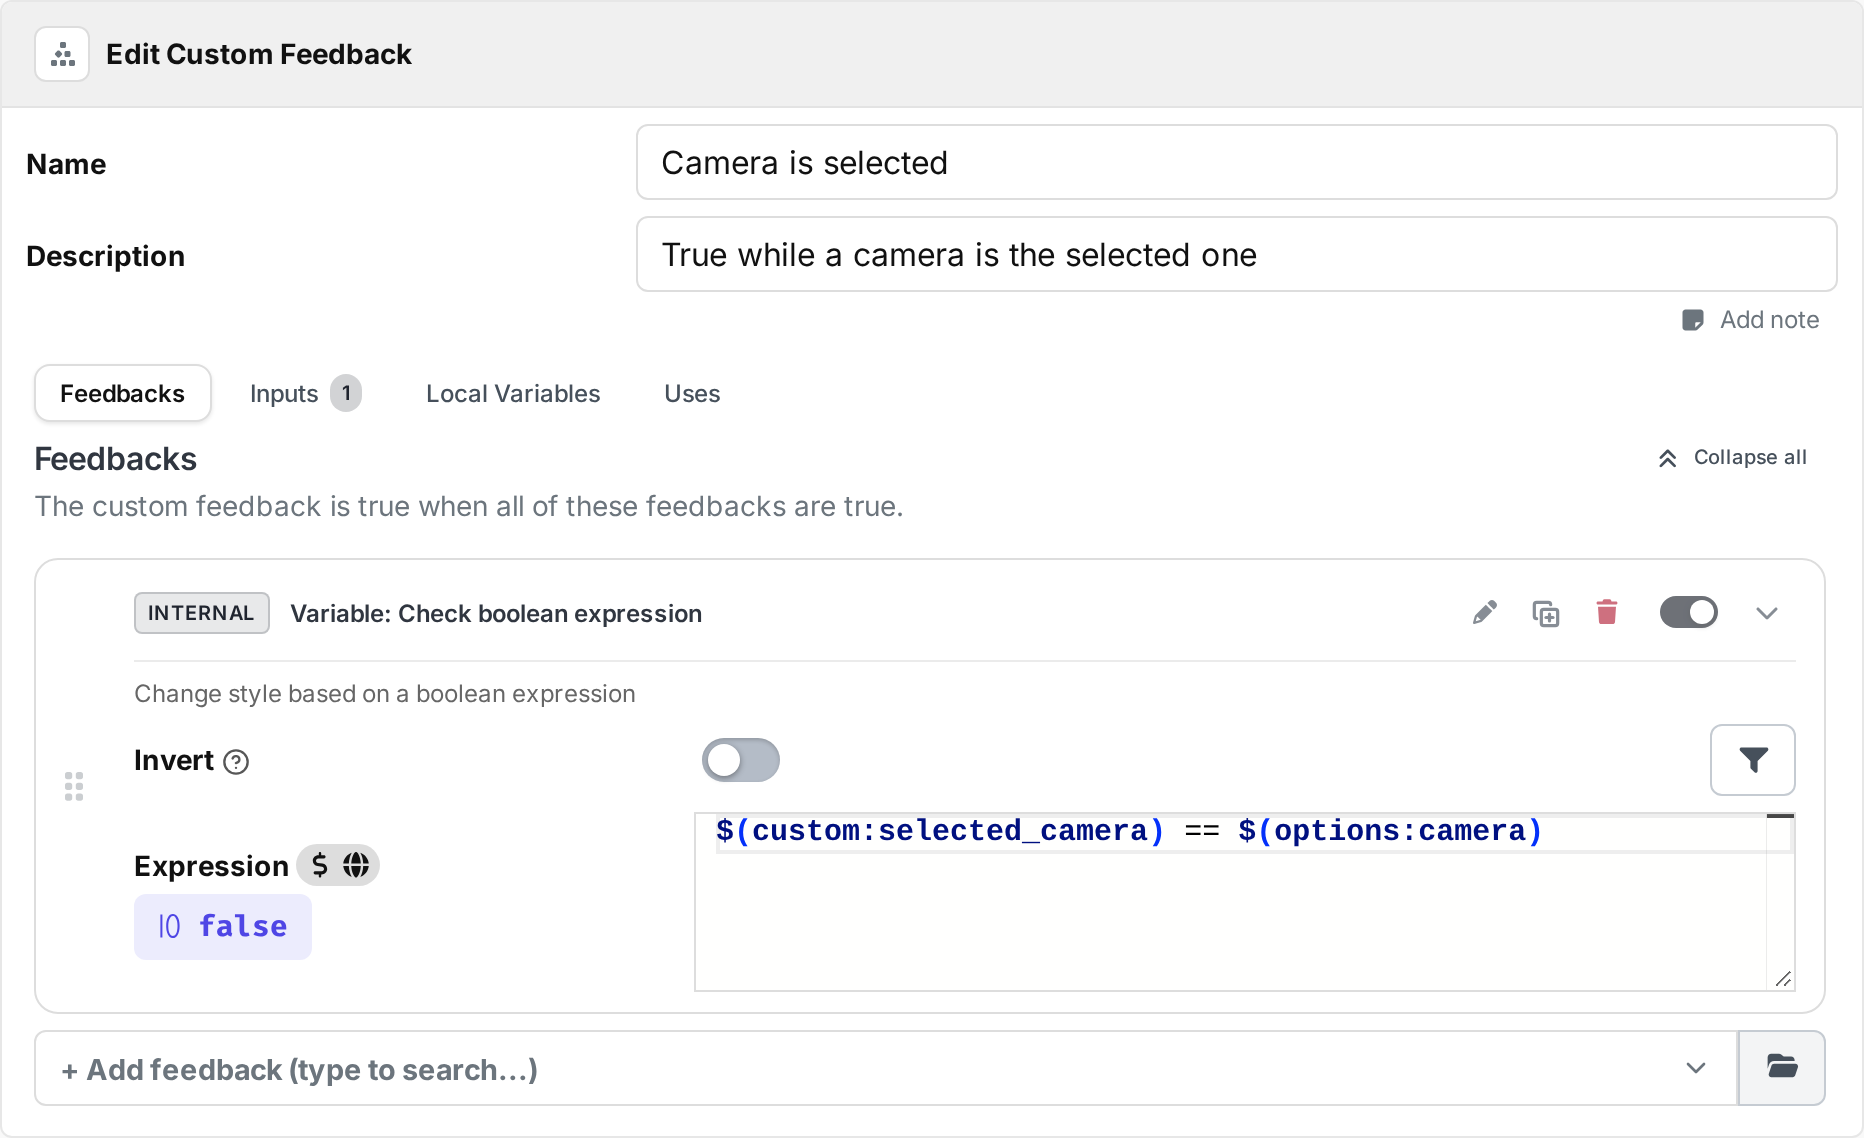 Edit Custom Feedback
Name
Camera is selected
Description
True while a camera is the selected one
Add note
Feedbacks
Inputs 1
Local Variables
Uses
Feedbacks
Collapse all
The custom feedback is true when all of these feedbacks are true.
INTERNAL Variable: Check boolean expression
Change style based on a boolean expression
Invert
Expression $
$(custom:selected_camera) == $(options:camera)
false
+ Add feedback (type to search...)